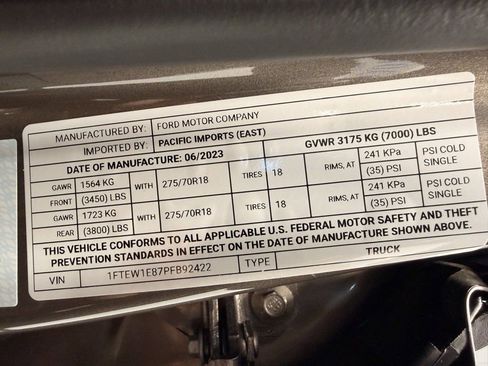 MANUFACTURED BY: FORD MOTOR COMPANY
IMPORTED BY: PACIFIC IMPORTS (EAST)
DATE OF MANUFACTURE: 06/2023 GVWR 3175 KG (7000) LBS
GAWR 1564 KG WITH 275/70R18 TIRES 18 RIMS, AT 241 KPa PSI COLD
FRONT (3450) LBS (35) PSI SINGLE
GAWR 1723 KG WITH 275/70R18 TIRES 18 RIMS, AT 241 KPa PSI COLD
REAR (3800) LBS (35) PSI SINGLE
THIS VEHICLE CONFORMS TO ALL APPLICABLE U.S. FEDERAL MOTOR SAFETY AND THEFT
PREVENTION STANDARDS IN EFFECT ON THE DATE OF MANUFACTURE SHOWN ABOVE.
VIN 1FTEW1E87PFB92422 TYPE TRUCK